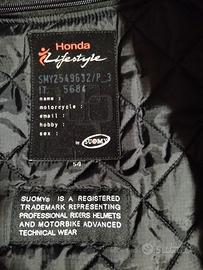 Honda
Lifestyle
SMY2549632/P_3
IT 5684
name :
motorcycle :
email :
hobby :
sex :
by SUOMY
54
SUOMY® IS A REGISTERED
TRADEMARK REPRESENTING
PROFESSIONAL RIDERS HELMETS
AND MOTORBIKE ADVANCED
TECHNICAL WEAR
subito